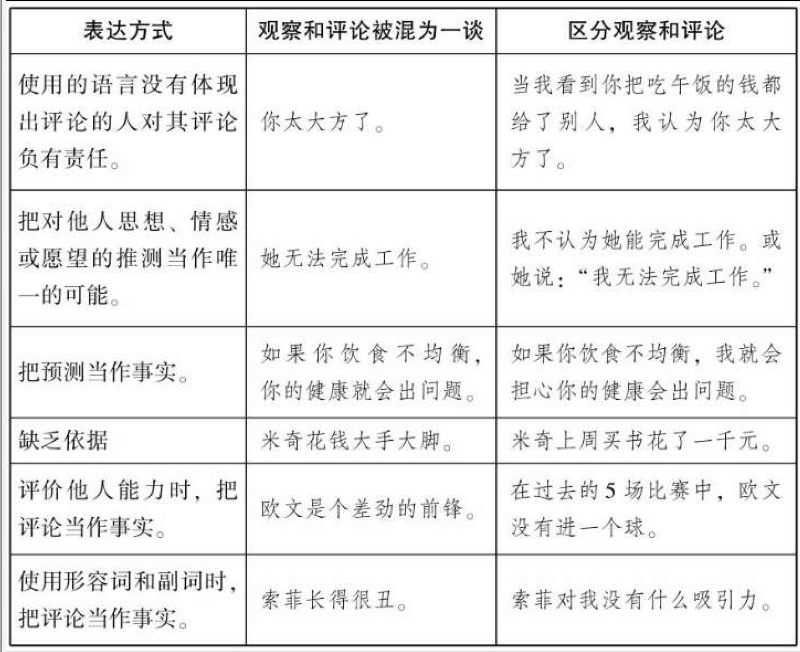 表达方式
观察和评论被混为一谈
区分观察和评论
使用的语言没有体现
出评论的人对其评论
负有责任。
你太大方了。
当我看到你把吃午饭的钱都
给了别人，我认为你太大
方了。
把对他人思想、情感
或愿望的推测当作唯
一的可能。
她无法完成工作。
我不认为她能完成工作。或
她说：“我无法完成工作。”
把预测当作事实。
如果你饮食不均衡，
你的健康就会出问题。
如果你饮食不均衡，我就会
担心你的健康会出问题。
缺乏依据
米奇花钱大手大脚。
米奇上周买书花了一千元。
评价他人能力时，把
评论当作事实。
欧文是个差劲的前锋。
在过去的5场比赛中，欧文
没有进一个球。
使用形容词和副词时，
把评论当作事实。
索菲长得很丑。
索菲对我没有什么吸引力。